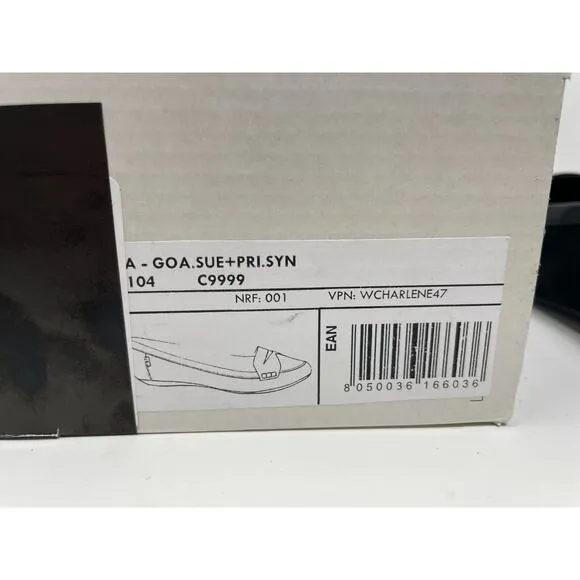 A - GOA.SUE+PRI.SYN
104 C9999
NRF: 001 VPN: WCHARLENE47
EAN
8 050036 166036